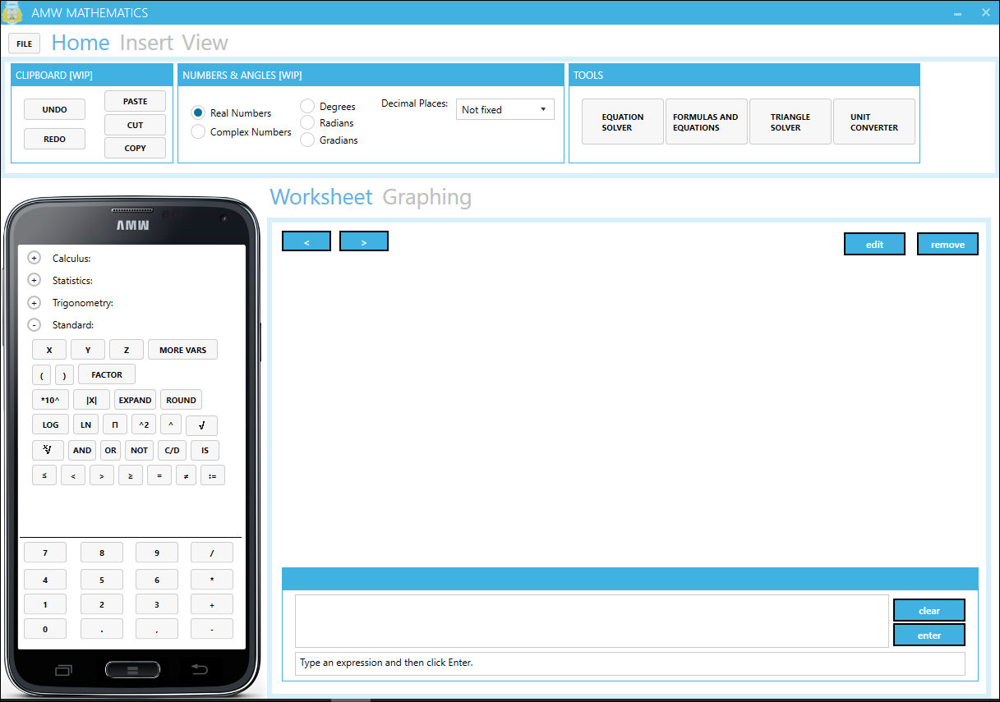 AMW MATHEMATICS
FILE Home Insert View
CLIPBOARD [WIP]
UNDO
REDO
PASTE
CUT
COPY
NUMBERS & ANGLES [WIP]
Real Numbers
Complex Numbers
Degrees
Radians
Gradians
Decimal Places: Not fixed
TOOLS
EQUATION
SOLVER
FORMULAS AND
EQUATIONS
TRIANGLE
SOLVER
UNIT
CONVERTER
AMW
+ Calculus:
+ Statistics:
+ Trigonometry:
- Standard:
X Y Z MORE VARS
( ) FACTOR
*10^ |X| EXPAND ROUND
LOG LN Π ^2 ^ √
x√ AND OR NOT C/D IS
≤ < > ≥ = ≠ :=
7 8 9 /
4 5 6 *
1 2 3 +
0 . , -
Worksheet Graphing
< > edit remove
clear
enter
Type an expression and then click Enter.